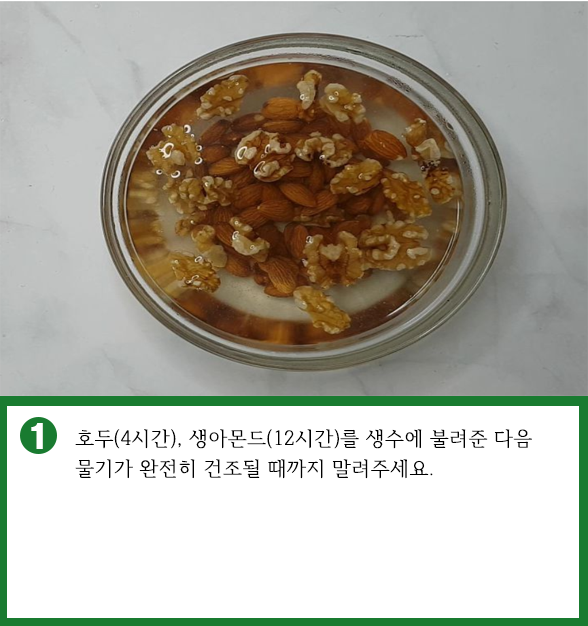 1 호두(4시간), 생아몬드(12시간)를 생수에 불려준 다음
물기가 완전히 건조될 때까지 말려주세요.